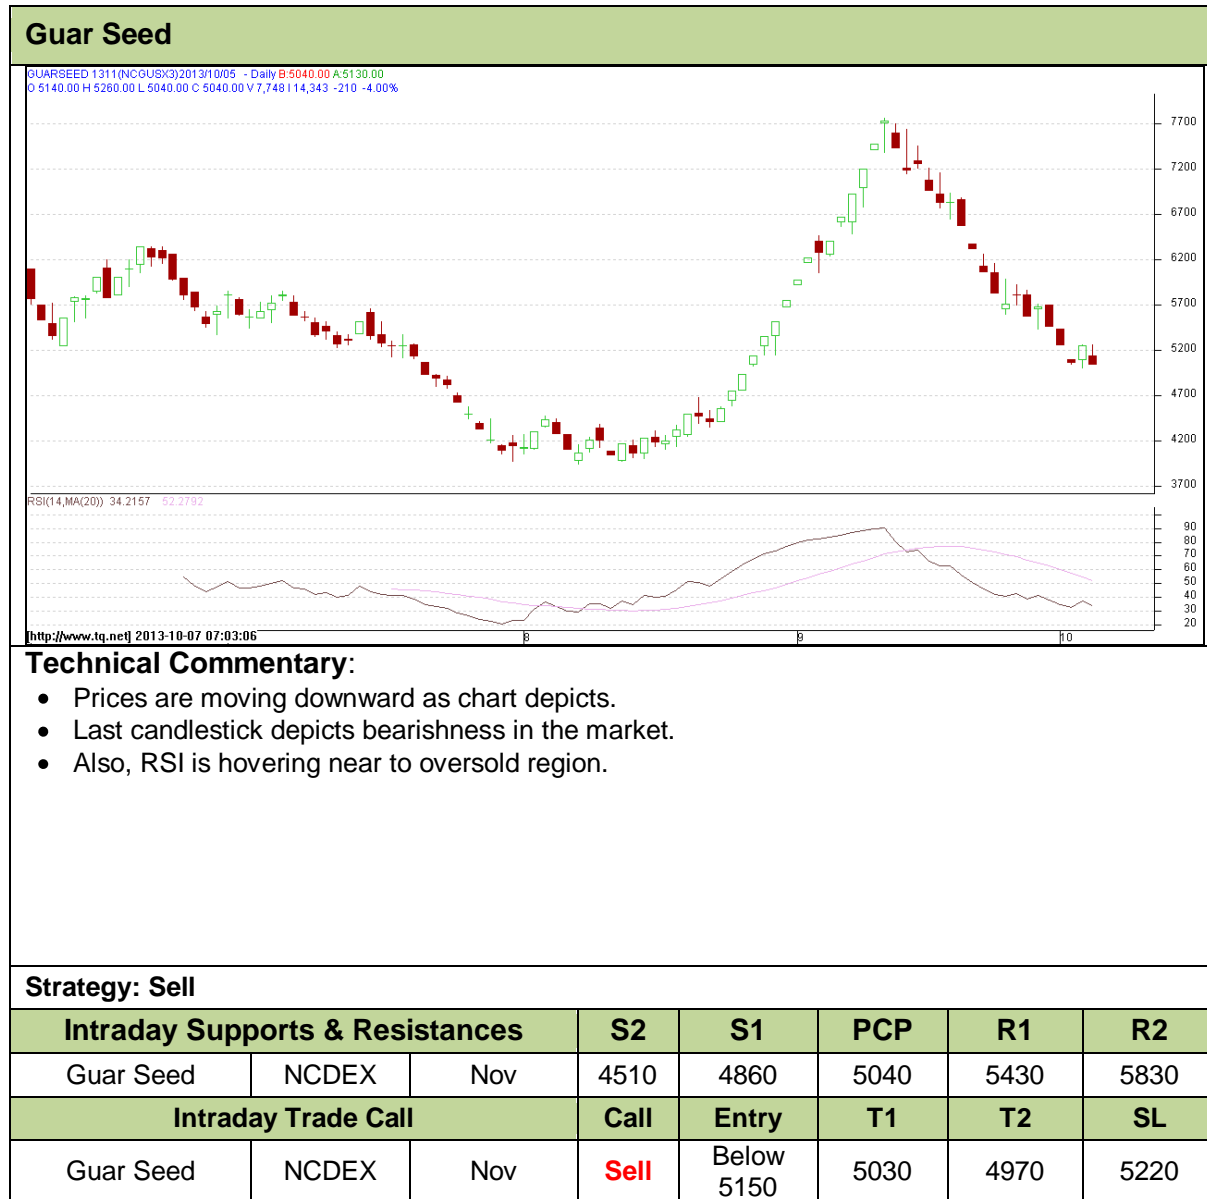 Guar Seed
GUARSEED 1311(NCGUSX3)2013/10/05 - Daily B:5040.00 A:5130.00
O 5140.00 H 5260.00 L 5040.00 C 5040.00 V 7,748 I 14,343 -210 -4.00%
7700
7200
6700
6200
5700
5200
4700
4200
3700
RSI(14,MA(20)) 34.2157 52.2792
90
80
70
60
50
40
30
20
[http://www.tq.net] 2013-10-07 07:03:06
8 9 10
Technical Commentary:
• Prices are moving downward as chart depicts.
• Last candlestick depicts bearishness in the market.
• Also, RSI is hovering near to oversold region.
Strategy: Sell
Intraday Supports & Resistances S2 S1 PCP R1 R2
Guar Seed NCDEX Nov 4510 4860 5040 5430 5830
Intraday Trade Call Call Entry T1 T2 SL
Guar Seed NCDEX Nov Sell Below 5150 5030 4970 5220